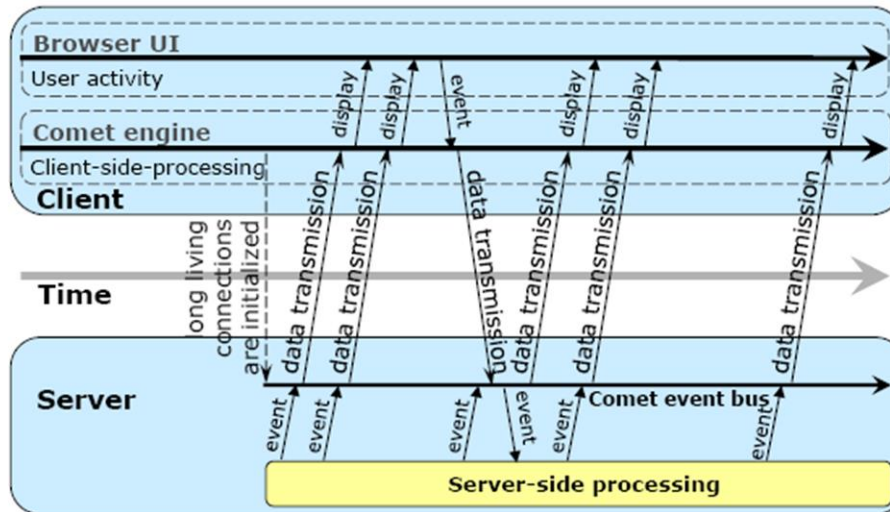 Browser UI
User activity
display
display
event
display
display
display
Comet engine
Client-side-processing
Client
long living
connections
are initialized
data transmission
data transmission
data transmission
data transmission
data transmission
data transmission
Time
Server
Comet event bus
event
event
event
event
event
event
Server-side processing